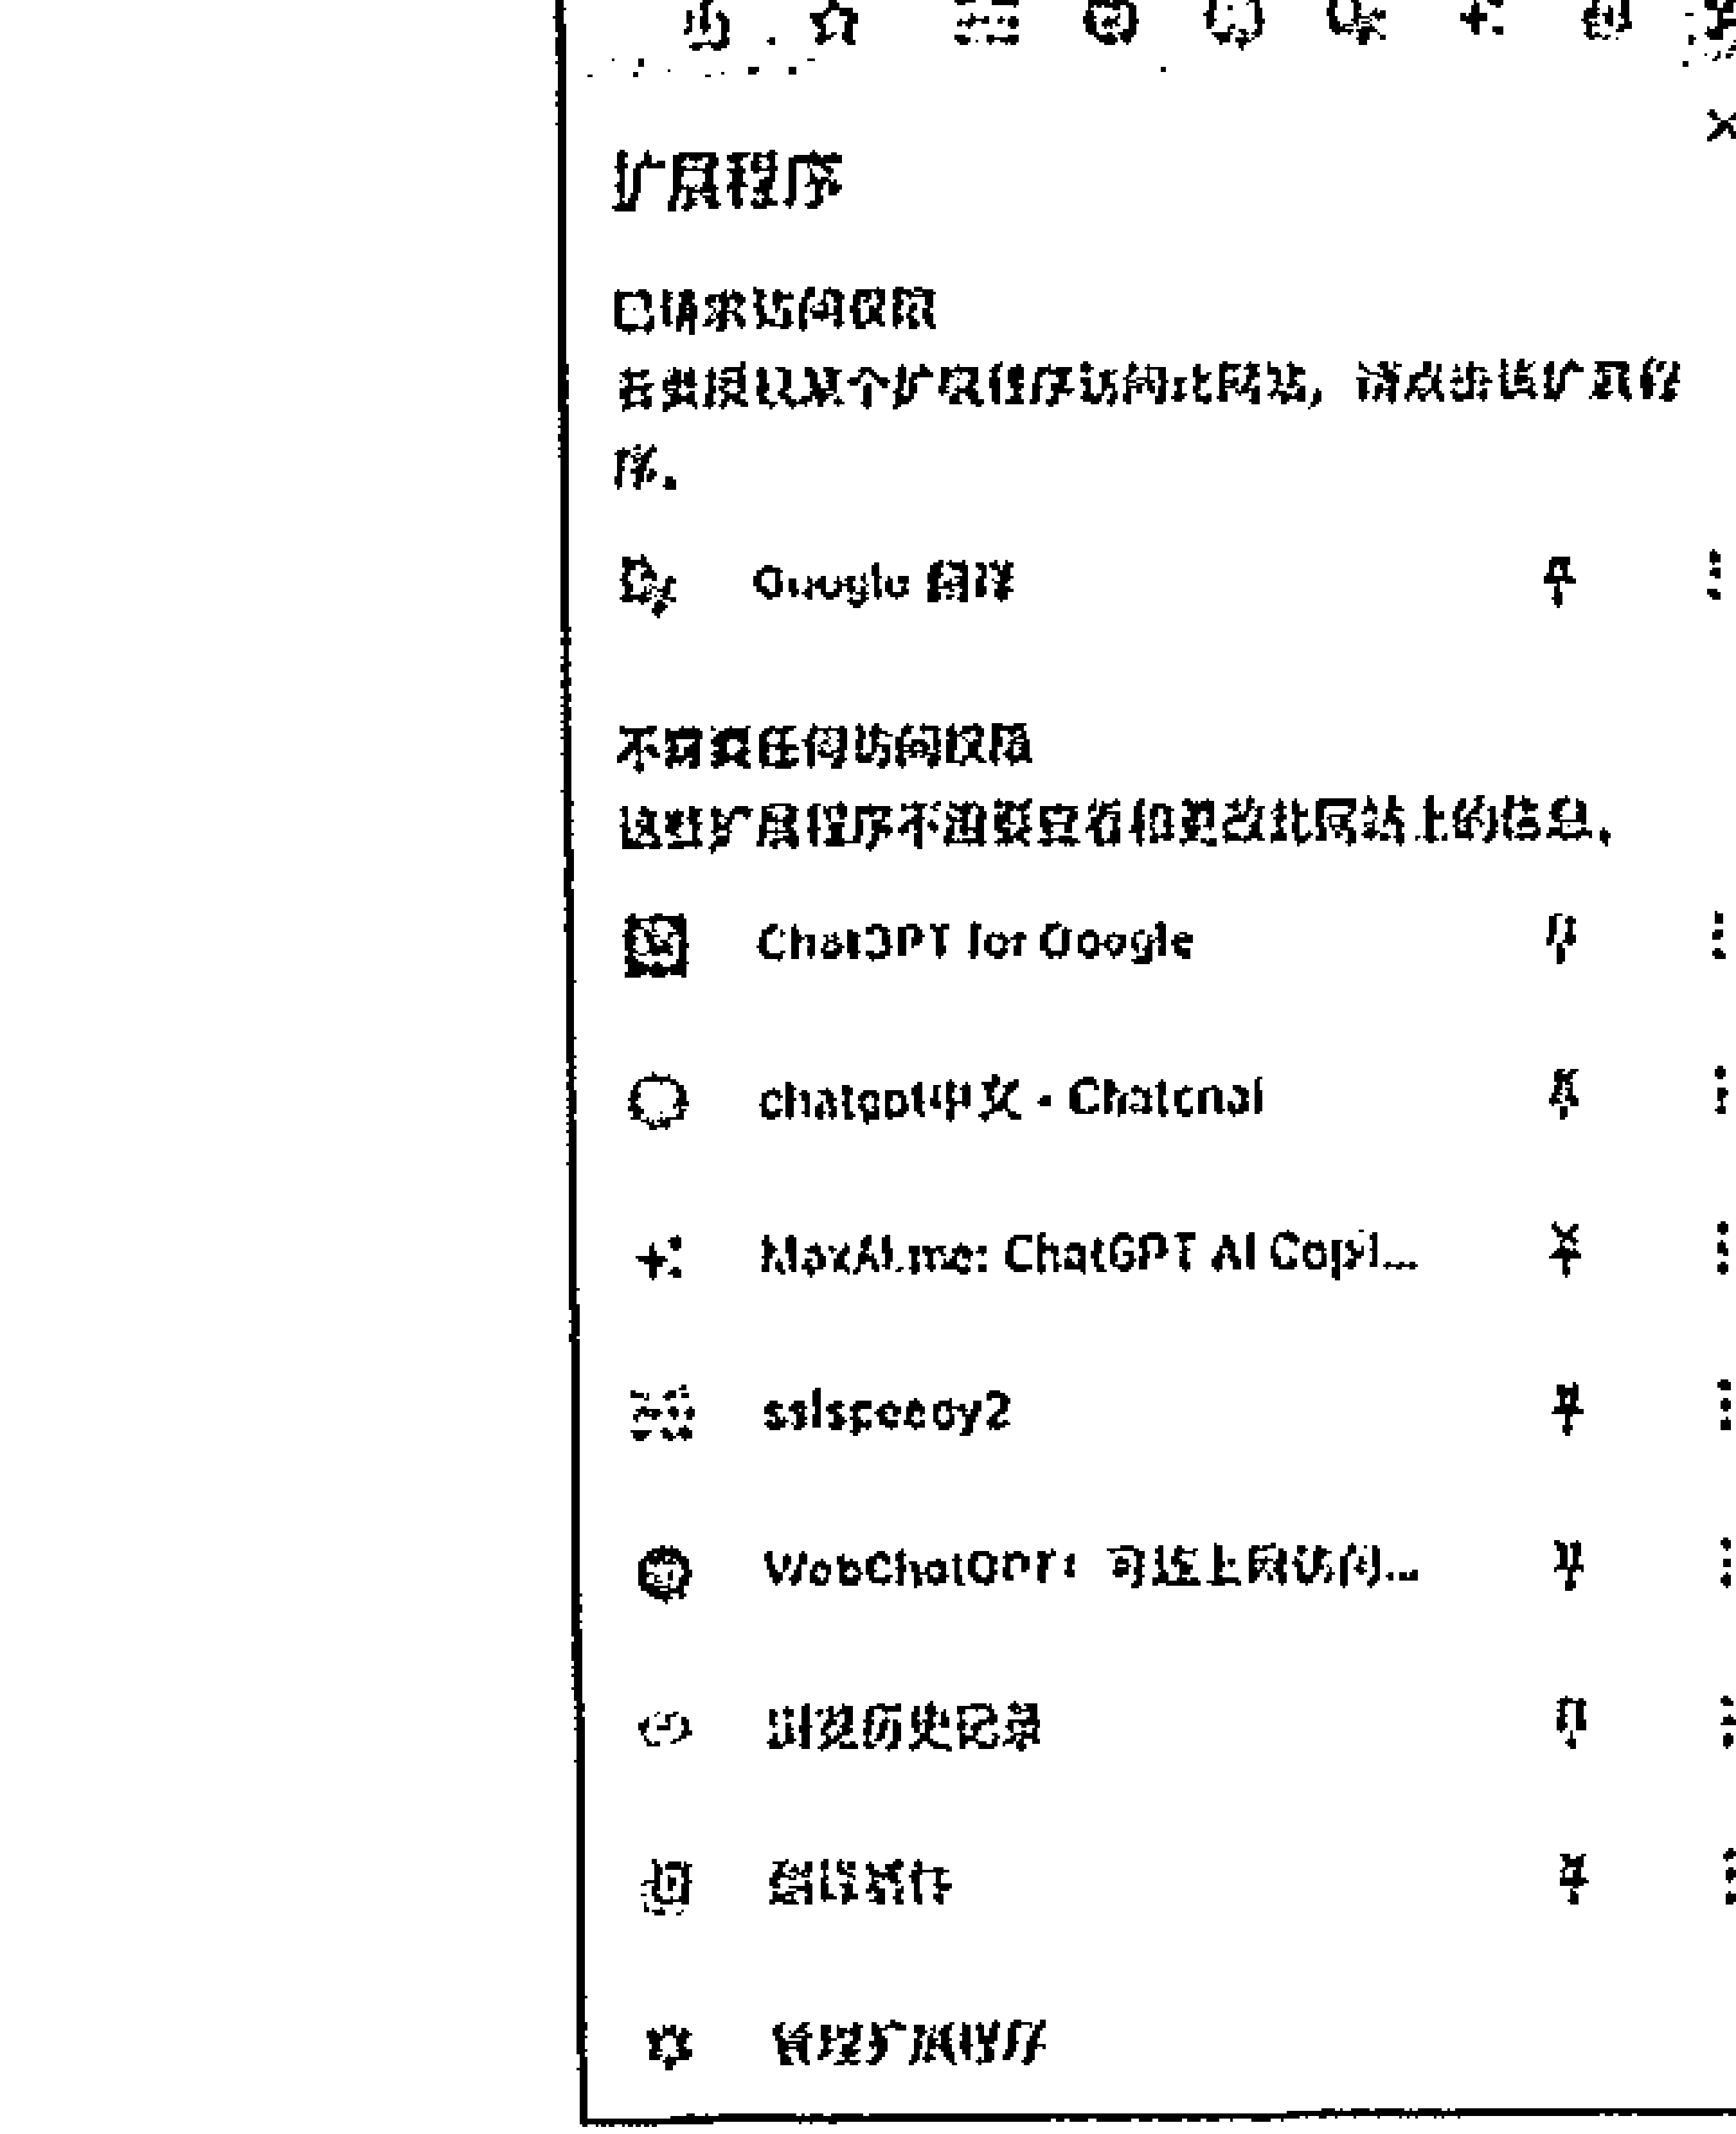 扩展程序
已请求访问权限
若要授权某个扩展程序访问此网站，请点击该扩展程
序。
Google 翻译
不需要任何访问权限
这些扩展程序不需要查看和更改此网站上的信息。
ChatGPT for Google
chatgpt中文 - Chatonai
MaxAI.me: ChatGPT AI Copil...
sslspeedy2
WebChatGPT：可连上网访问...
浏览历史记录
管理扩展程序